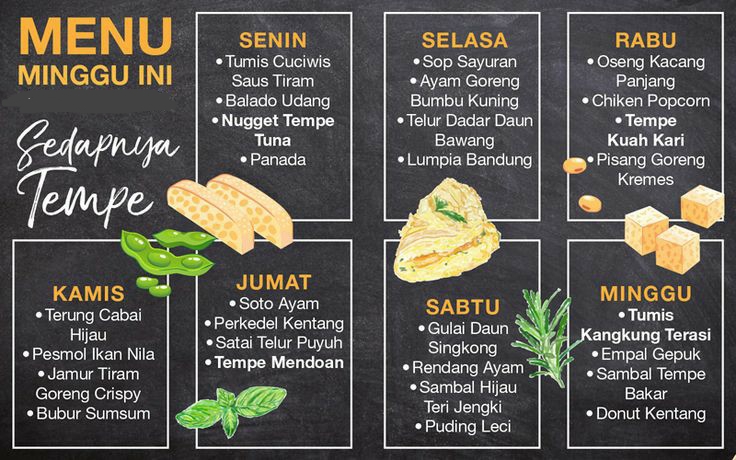 MENU
MINGGU INI
Sedapnya
Tempe
SENIN
• Tumis Cuciwis
Saus Tiram
• Balado Udang
• Nugget Tempe
Tuna
• Panada
SELASA
• Sop Sayuran
• Ayam Goreng
Bumbu Kuning
• Telur Dadar Daun
Bawang
• Lumpia Bandung
RABU
• Oseng Kacang
Panjang
• Chiken Popcorn
• Tempe
Kuah Kari
• Pisang Goreng
Kremes
KAMIS
• Terung Cabai
Hijau
• Pesmol Ikan Nila
• Jamur Tiram
Goreng Crispy
• Bubur Sumsum
JUMAT
• Soto Ayam
• Perkedel Kentang
• Satai Telur Puyuh
• Tempe Mendoan
SABTU
• Gulai Daun
Singkong
• Rendang Ayam
• Sambal Hijau
Teri Jengki
• Puding Leci
MINGGU
• Tumis
Kangkung Terasi
• Empal Gepuk
• Sambal Tempe
Bakar
• Donut Kentang